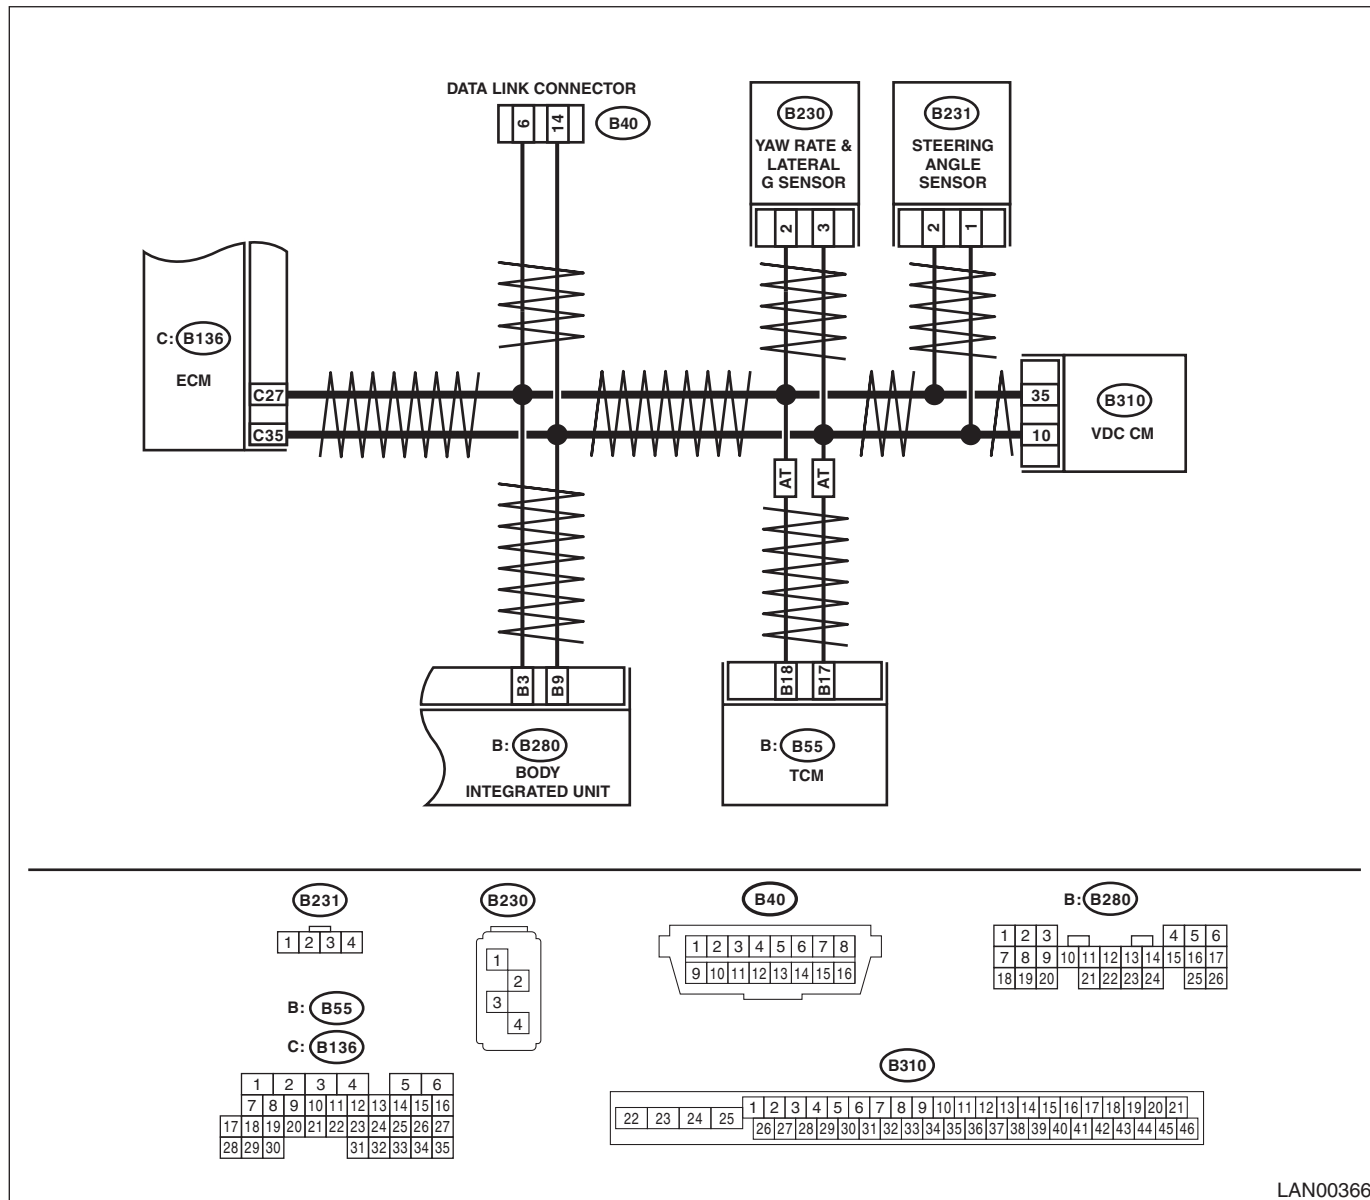 DATA LINK CONNECTOR
6 14 B40
B230
YAW RATE &
LATERAL
G SENSOR
2 3
B231
STEERING
ANGLE
SENSOR
2 1
C: B136
ECM
C27
C35
35
10
B310
VDC CM
AT AT
B3 B9
B: B280
BODY
INTEGRATED UNIT
B18 B17
B: B55
TCM
B231
1 2 3 4
B230
1
2
3
4
B40
1 2 3 4 5 6 7 8
9 10 11 12 13 14 15 16
B: B280
1 2 3 4 5 6
7 8 9 10 11 12 13 14 15 16 17
18 19 20 21 22 23 24 25 26
B: B55
C: B136
1 2 3 4 5 6
7 8 9 10 11 12 13 14 15 16
17 18 19 20 21 22 23 24 25 26 27
28 29 30 31 32 33 34 35
B310
22 23 24 25
1 2 3 4 5 6 7 8 9 10 11 12 13 14 15 16 17 18 19 20 21
26 27 28 29 30 31 32 33 34 35 36 37 38 39 40 41 42 43 44 45 46
LAN00366